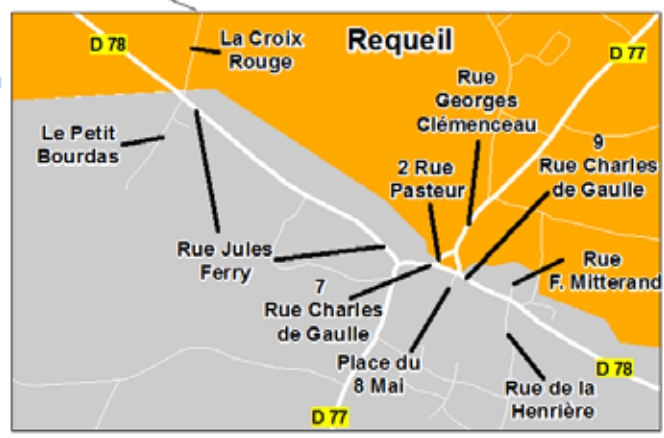 D 78
La Croix
Rouge
Requeil
D 77
Rue
Georges
Clémenceau
Le Petit
Bourdas
2 Rue
Pasteur
9
Rue Charles
de Gaulle
Rue Jules
Ferry
7
Rue Charles
de Gaulle
Rue
F. Mitterand
Place du
8 Mai
D 78
Rue de la
Henrière
D 77